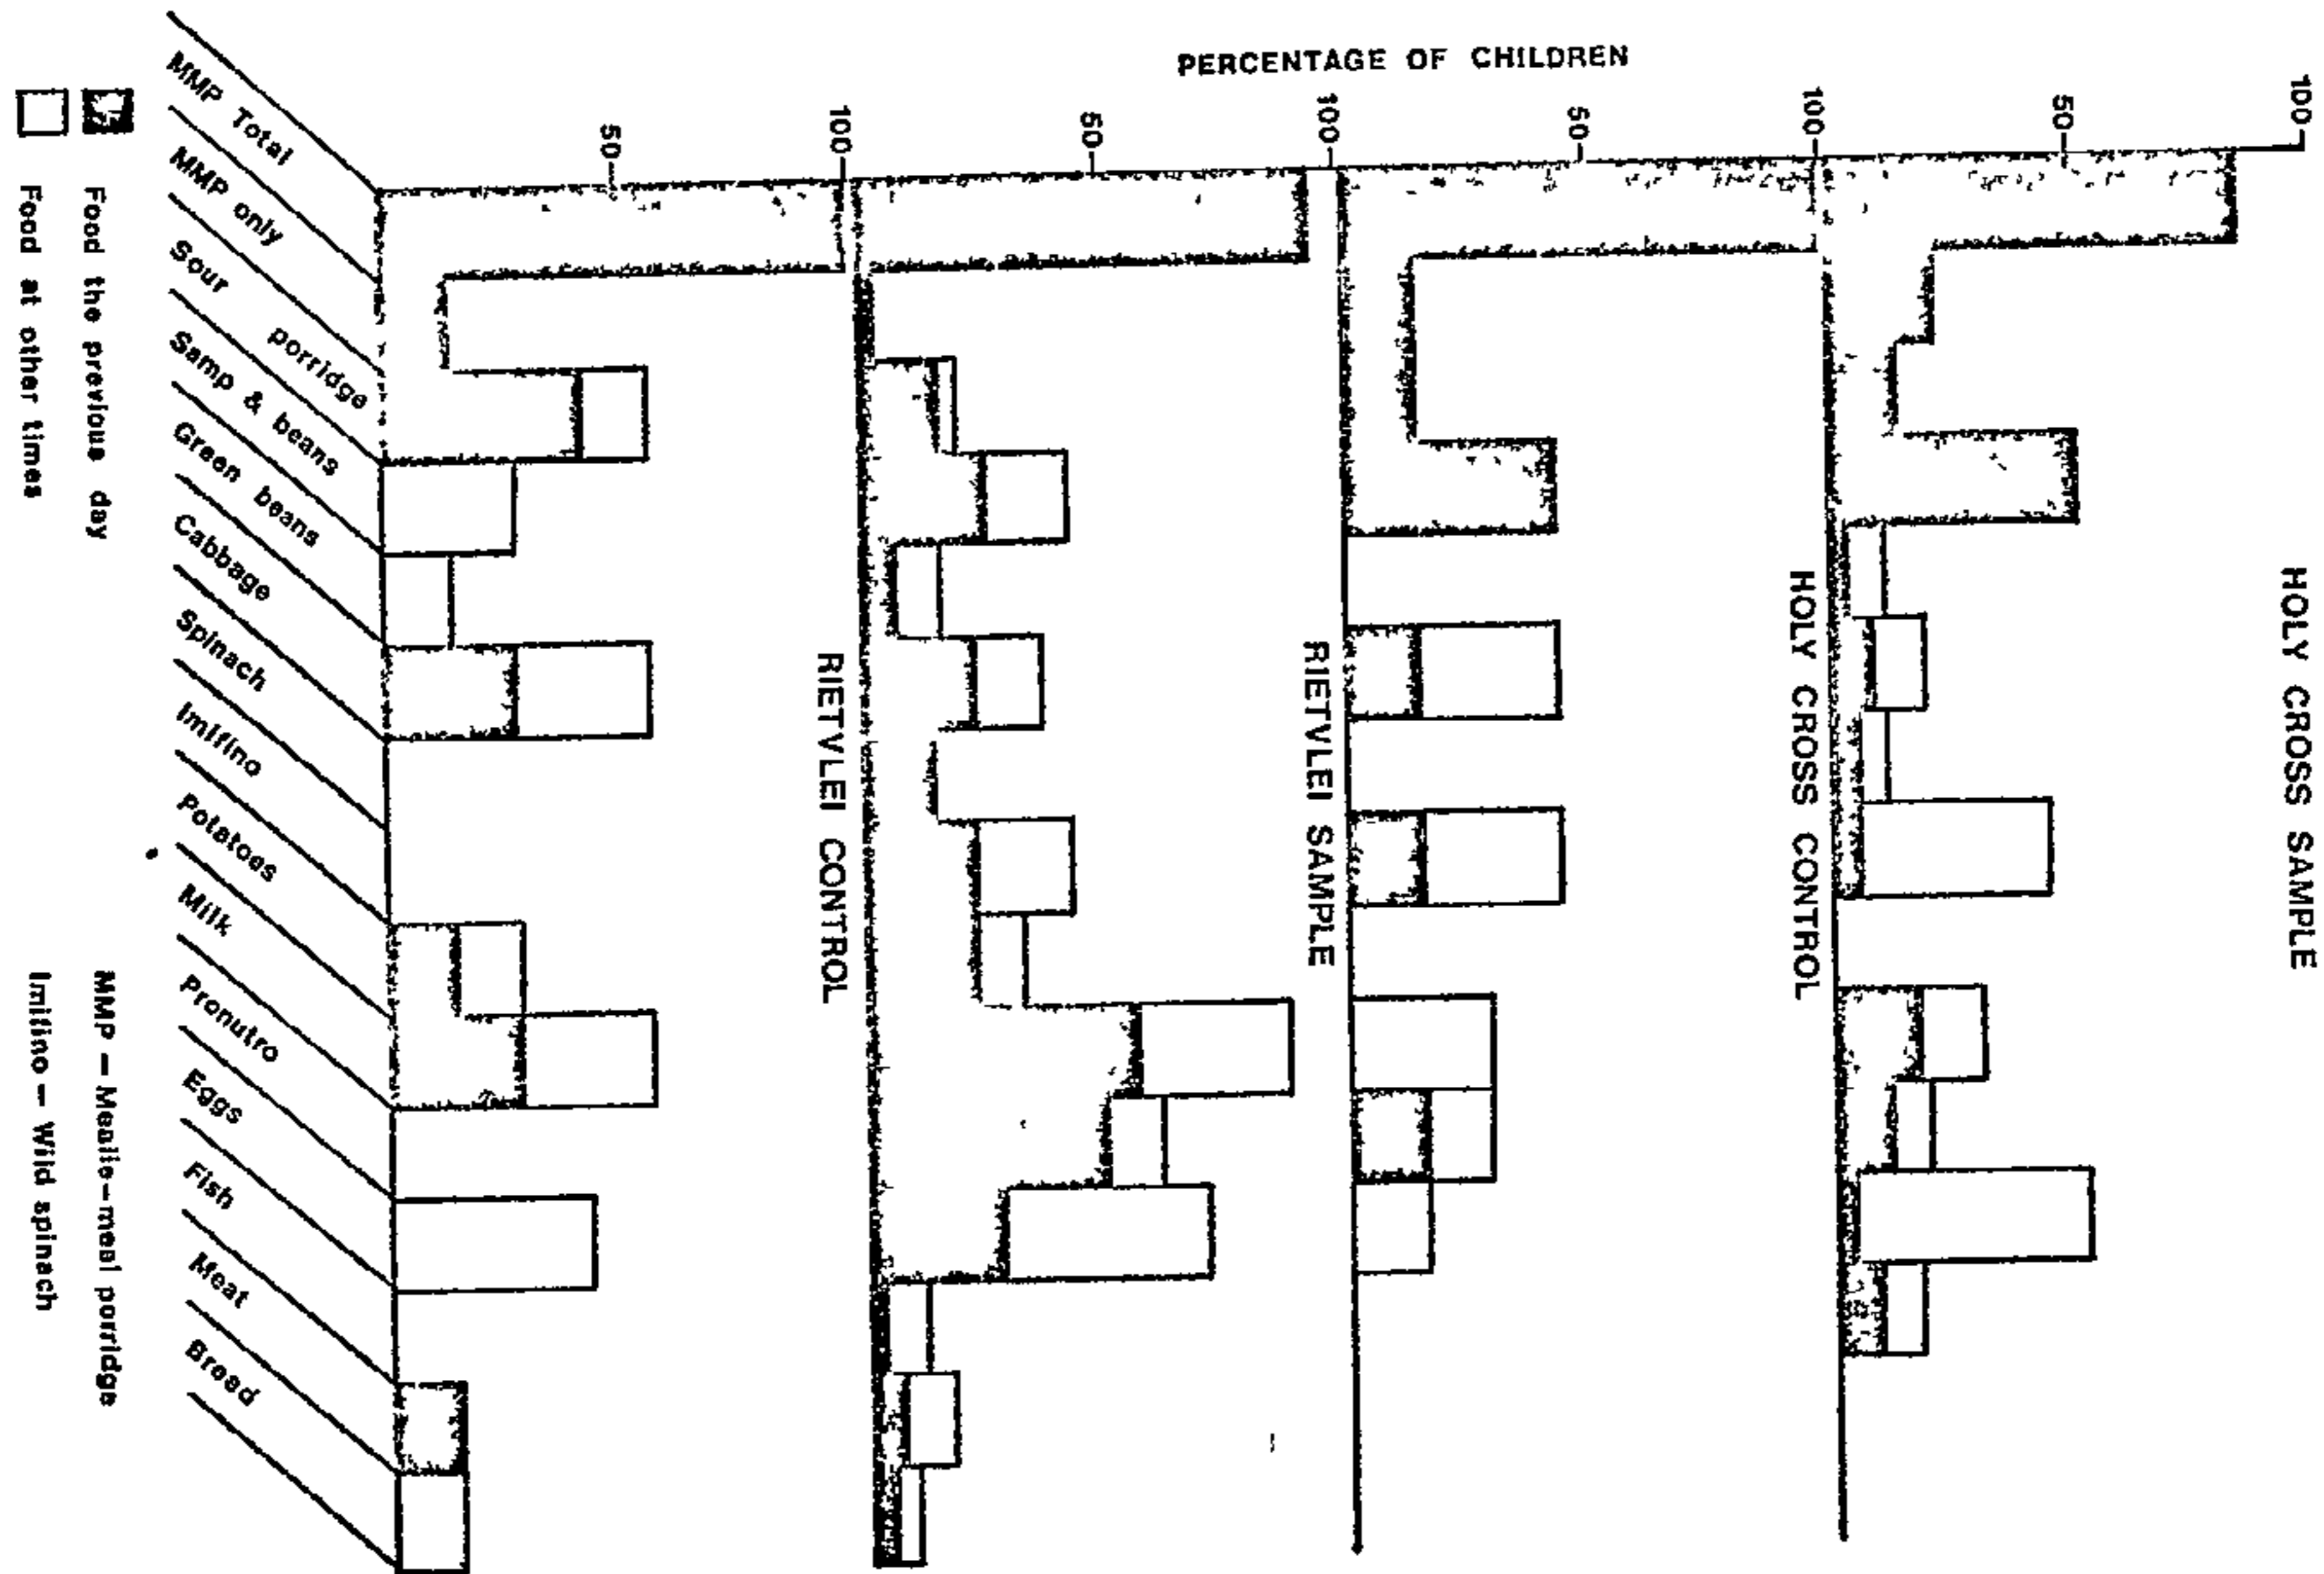 PERCENTAGE OF CHILDREN
100
50
HOLY CROSS SAMPLE
100
50
HOLY CROSS CONTROL
100
50
RIETVLEI SAMPLE
100
50
RIETVLEI CONTROL
MMP Total
MMP only
Sour porridge
Samp & beans
Green beans
Cabbage
Spinach
Imifino
Potatoes
Milk
Pronutro
Eggs
Fish
Meat
Bread
Food the previous day
Food at other times
MMP – Mealie-meal porridge
Imifino – Wild spinach